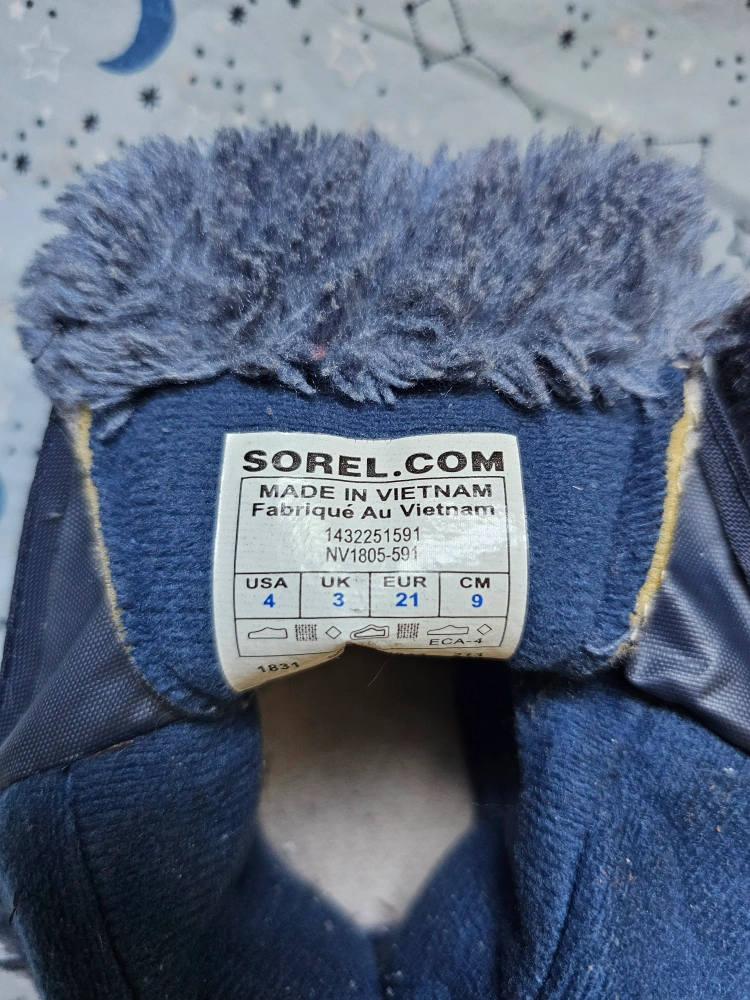 SOREL.COM
MADE IN VIETNAM
Fabriqué Au Vietnam
1432251591
NV1805-591
USA UK EUR CM
4 3 21 9
ECA-4
1831